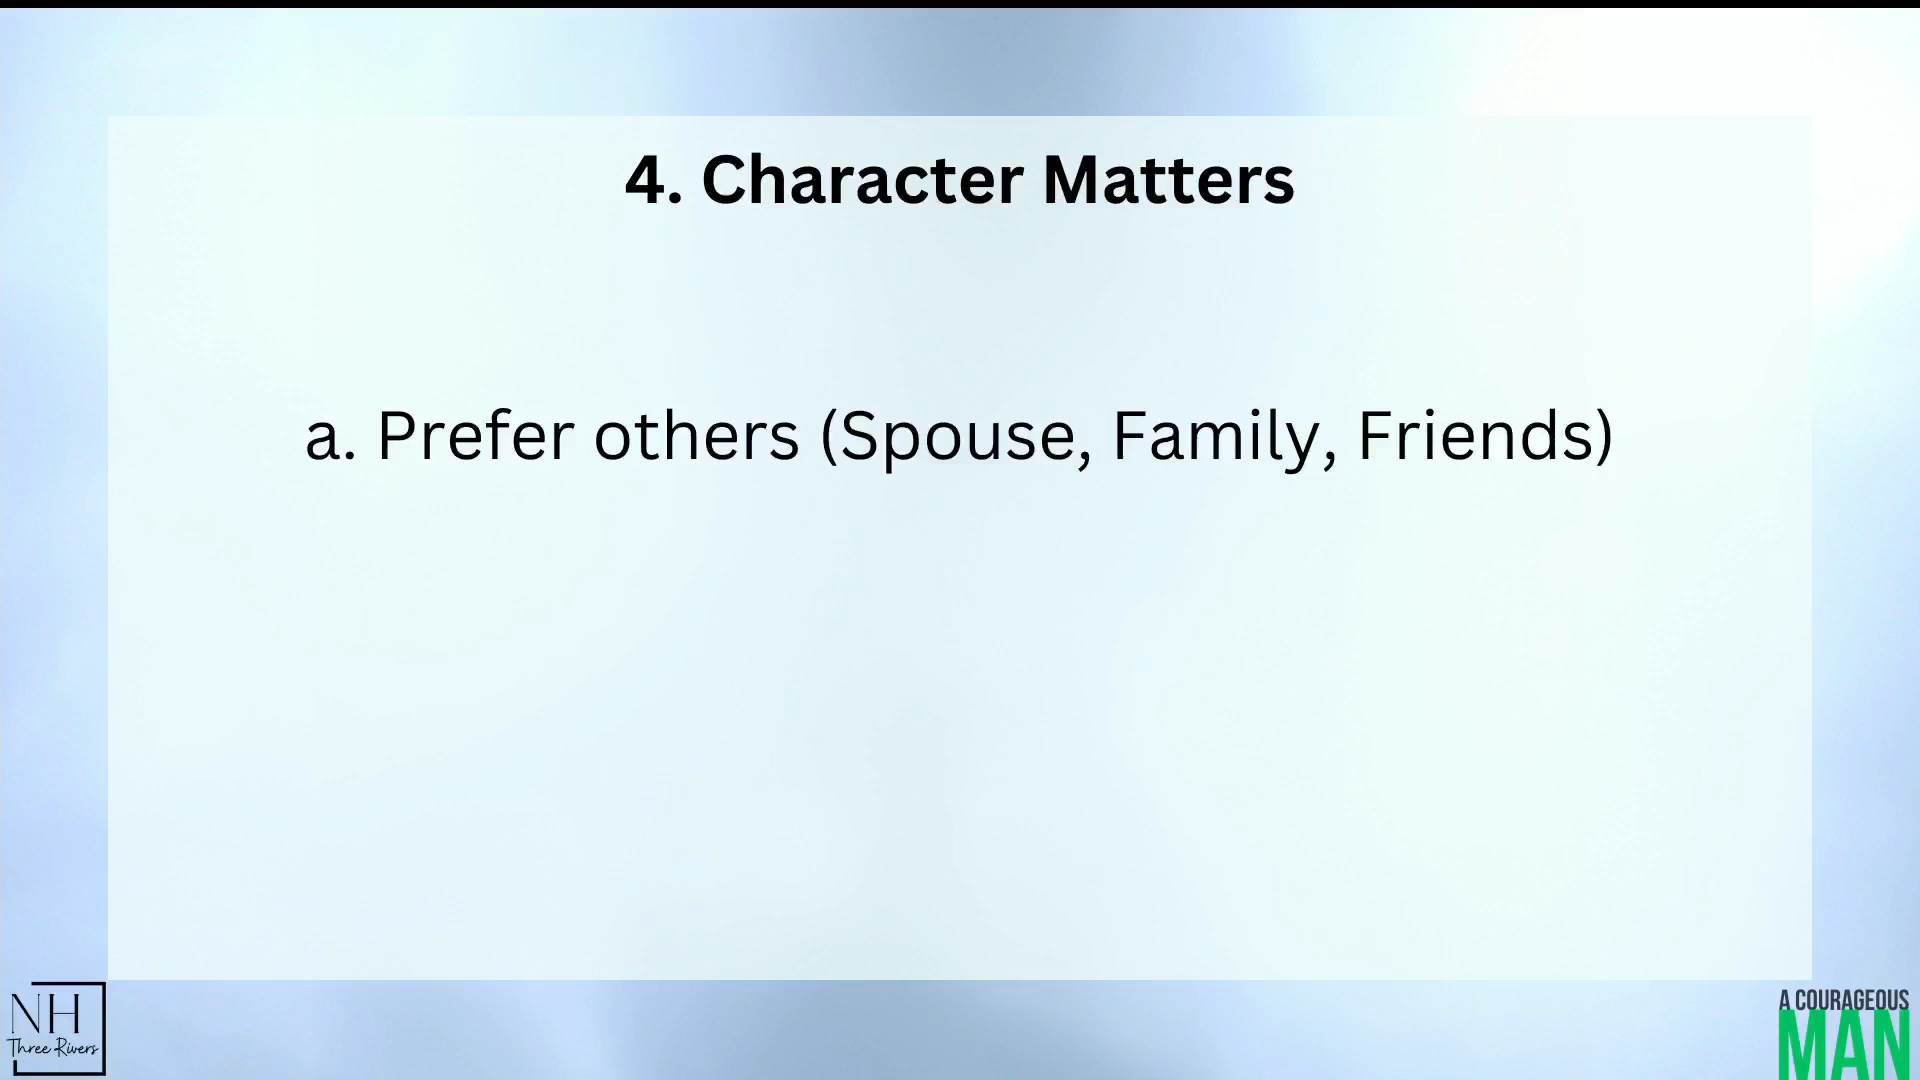 4. Character Matters
a. Prefer others (Spouse, Family, Friends)
NH
Three Rivers
A COURAGEOUS
MAN